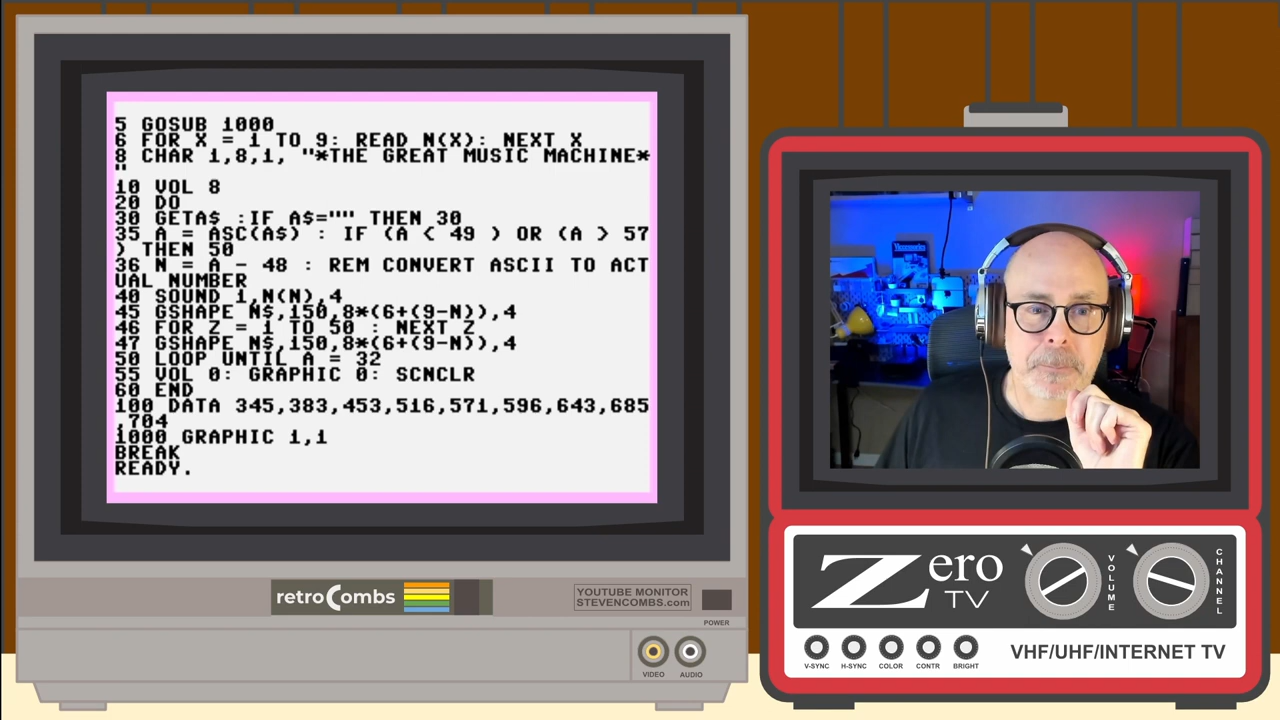 5 GOSUB 1000
6 FOR X = 1 TO 9: READ N(X): NEXT X
8 CHAR 1,8,1, "*THE GREAT MUSIC MACHINE*
"
10 VOL 8
20 DO
30 GETA$ :IF A$="" THEN 30
35 A = ASC(A$) : IF (A < 49 ) OR (A > 57
) THEN 50
36 N = A - 48 : REM CONVERT ASCII TO ACT
UAL NUMBER
40 SOUND 1,N(N),4
45 GSHAPE N$,150,8*(6+(9-N)),4
46 FOR Z = 1 TO 50 : NEXT Z
47 GSHAPE N$,150,8*(6+(9-N)),4
50 LOOP UNTIL A = 32
55 VOL 0: GRAPHIC 0: SCNCLR
60 END
100 DATA 345,383,453,516,571,596,643,685
,704
1000 GRAPHIC 1,1
BREAK
READY.
retroCombs
YOUTUBE MONITOR
STEVENCOMBS.com
POWER
VIDEO
AUDIO
Zero
TV
VOLUME
CHANNEL
V-SYNC
H-SYNC
COLOR
CONTR
BRIGHT
VHF/UHF/INTERNET TV